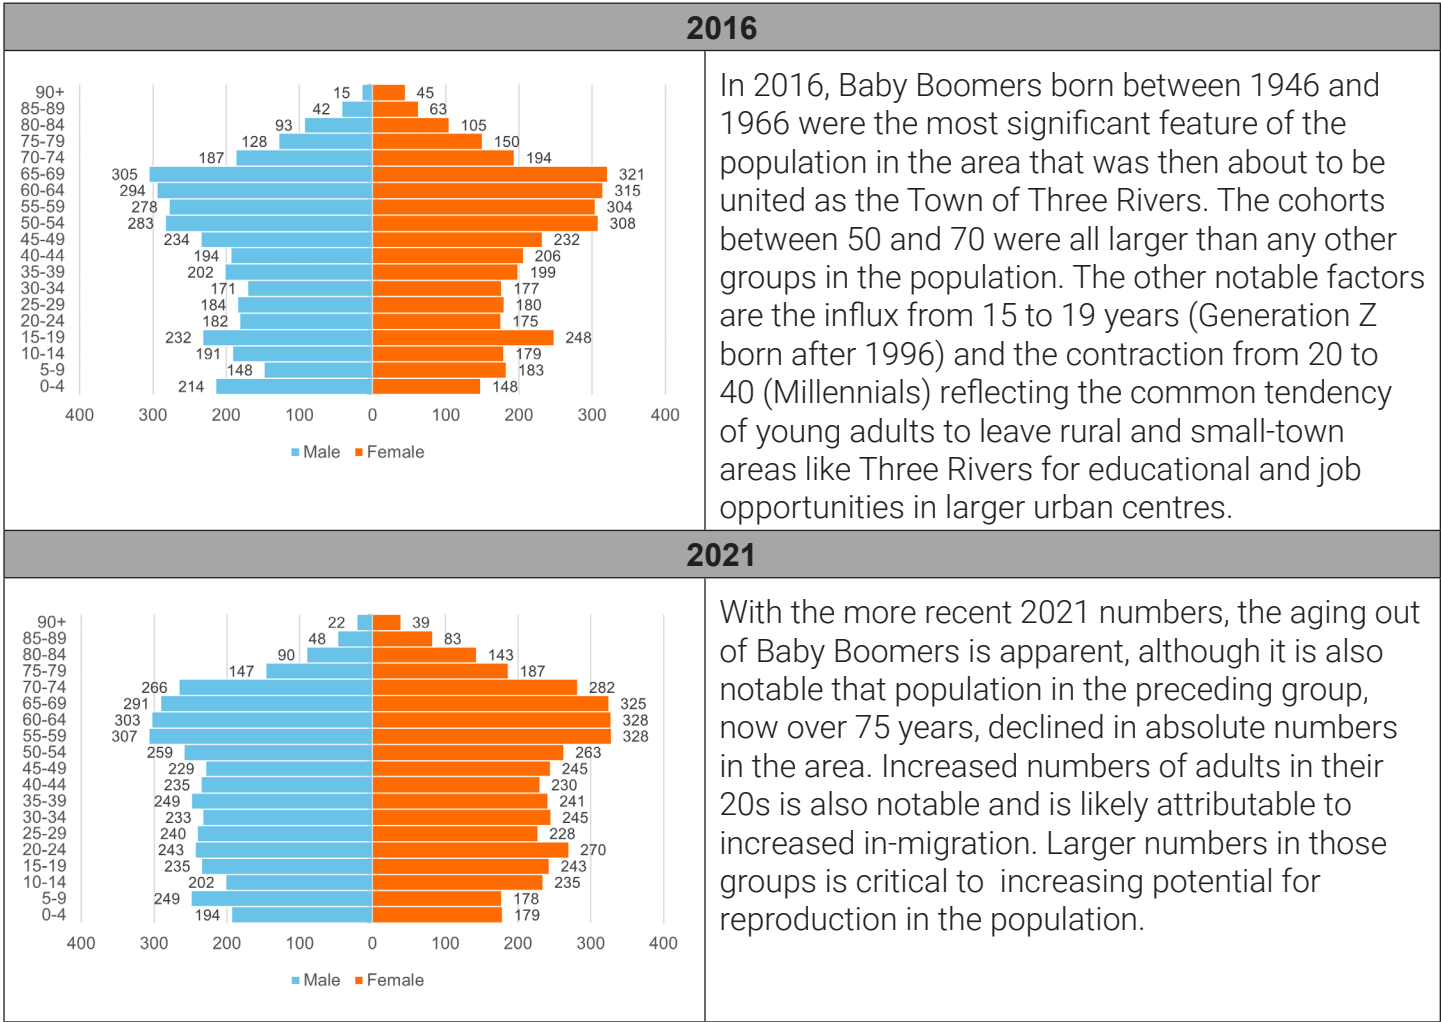 2016
90+ 15 45
85-89 42 63
80-84 93 105
75-79 128 150
70-74 187 194
65-69 305 321
60-64 294 315
55-59 278 304
50-54 283 308
45-49 234 232
40-44 194 206
35-39 202 199
30-34 171 177
25-29 184 180
20-24 182 175
15-19 232 248
10-14 191 179
5-9 148 183
0-4 214 148
400 300 200 100 0 100 200 300 400
Male Female
In 2016, Baby Boomers born between 1946 and
1966 were the most significant feature of the
population in the area that was then about to be
united as the Town of Three Rivers. The cohorts
between 50 and 70 were all larger than any other
groups in the population. The other notable factors
are the influx from 15 to 19 years (Generation Z
born after 1996) and the contraction from 20 to
40 (Millennials) reflecting the common tendency
of young adults to leave rural and small-town
areas like Three Rivers for educational and job
opportunities in larger urban centres.
2021
90+ 22 39
85-89 48 83
80-84 90 143
75-79 147 187
70-74 266 282
65-69 291 325
60-64 303 328
55-59 307 328
50-54 259 263
45-49 229 245
40-44 235 230
35-39 249 241
30-34 233 245
25-29 240 228
20-24 243 270
15-19 235 243
10-14 202 235
5-9 249 178
0-4 194 179
400 300 200 100 0 100 200 300 400
Male Female
With the more recent 2021 numbers, the aging out
of Baby Boomers is apparent, although it is also
notable that population in the preceding group,
now over 75 years, declined in absolute numbers
in the area. Increased numbers of adults in their
20s is also notable and is likely attributable to
increased in-migration. Larger numbers in those
groups is critical to  increasing potential for
reproduction in the population.